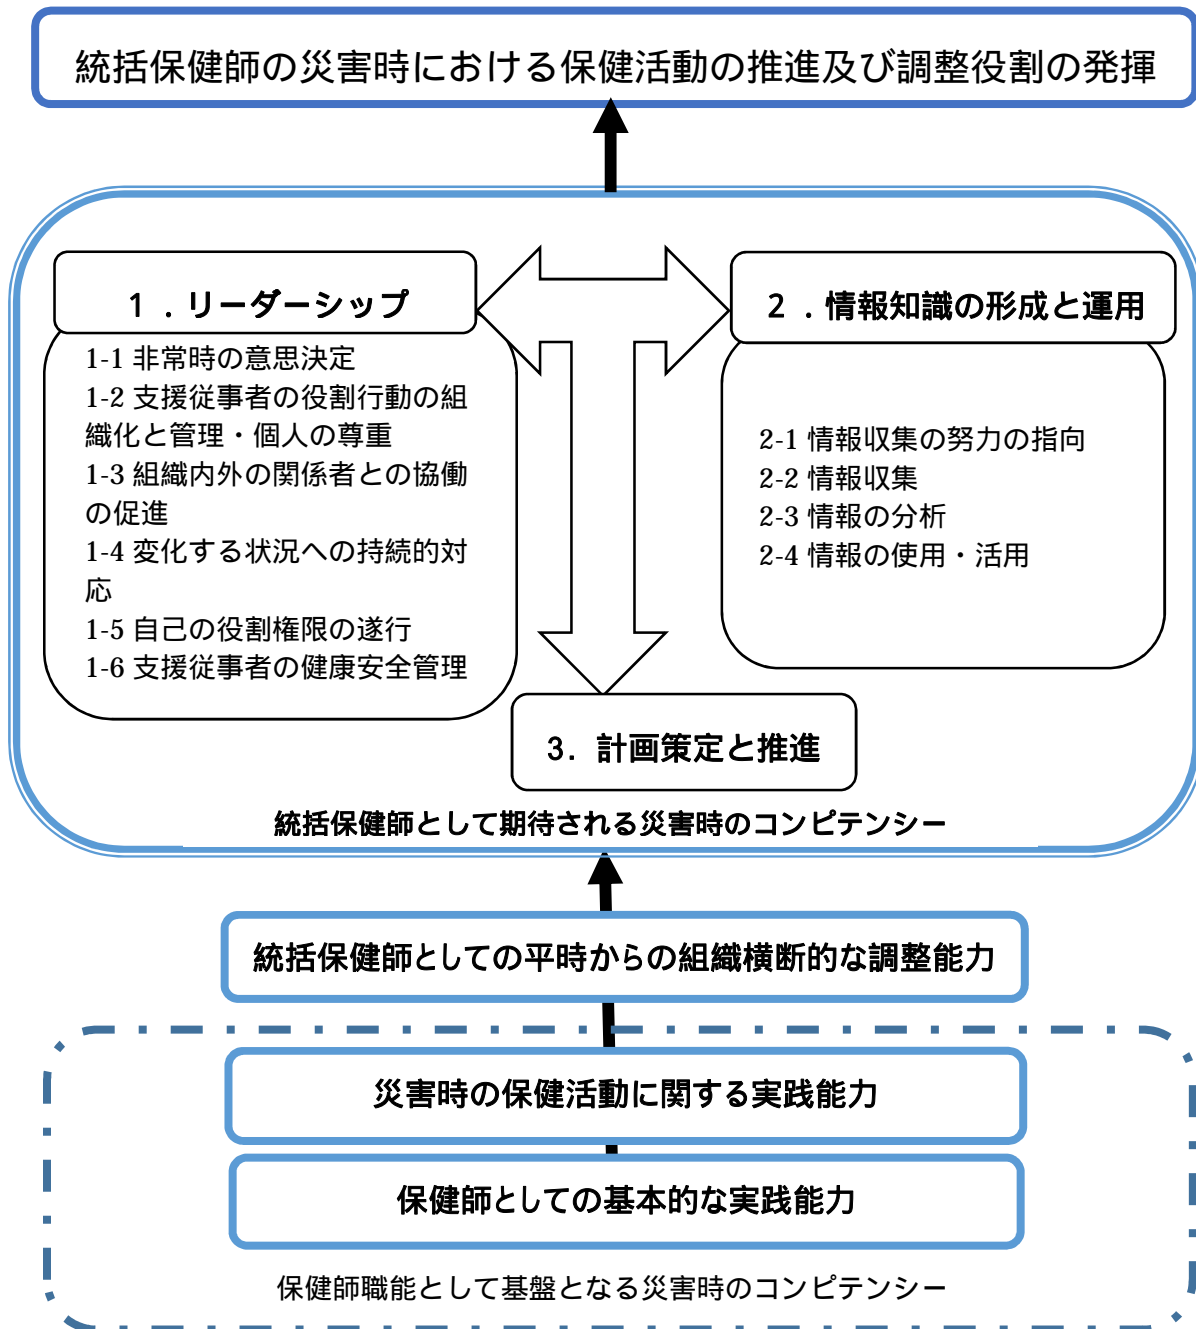 統括保健師の災害時における保健活動の推進及び調整役割の発揮
1．リーダーシップ
1-1 非常時の意思決定
1-2 支援従事者の役割行動の組
織化と管理・個人の尊重
1-3 組織内外の関係者との協働
の促進
1-4 変化する状況への持続的対
応
1-5 自己の役割権限の遂行
1-6 支援従事者の健康安全管理
2．情報知識の形成と運用
2-1 情報収集の努力の指向
2-2 情報収集
2-3 情報の分析
2-4 情報の使用・活用
3. 計画策定と推進
統括保健師として期待される災害時のコンピテンシー
統括保健師としての平時からの組織横断的な調整能力
災害時の保健活動に関する実践能力
保健師としての基本的な実践能力
保健師職能として基盤となる災害時のコンピテンシー